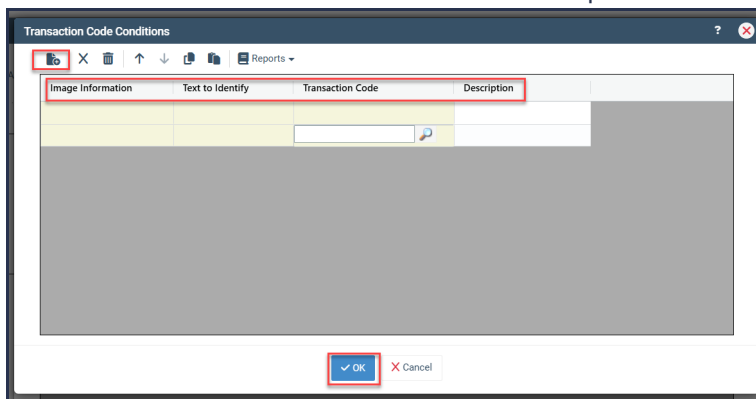 Transaction Code Conditions ?
Reports
Image Information Text to Identify Transaction Code Description
OK Cancel